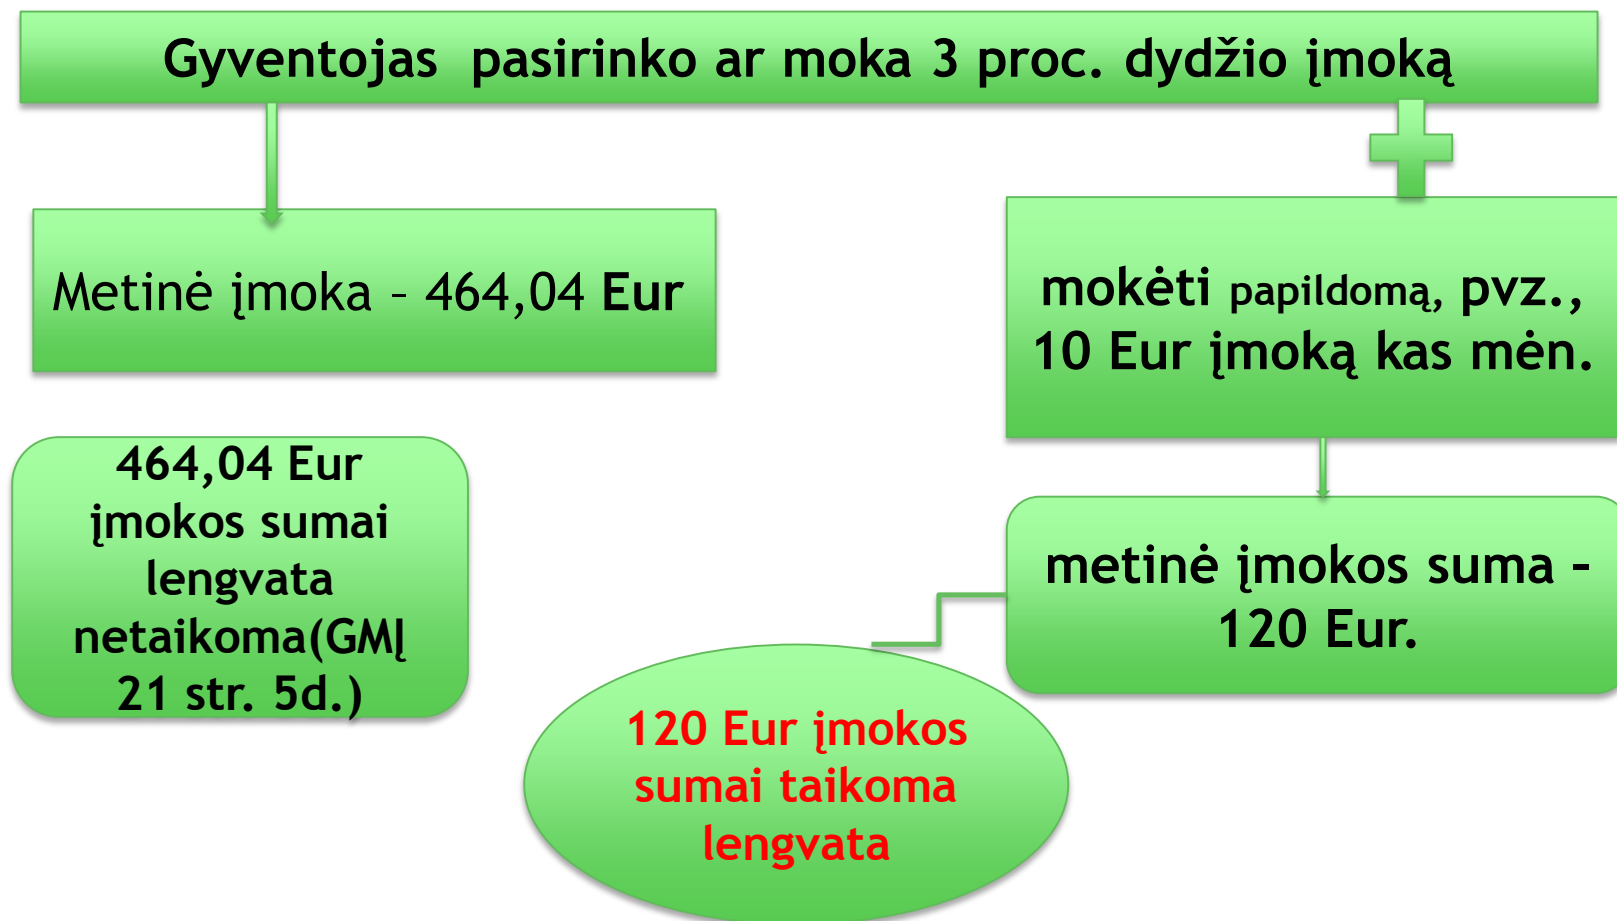 Gyventojas pasirinko ar moka 3 proc. dydžio įmoką
Metinė įmoka – 464,04 Eur
mokėti papildomą, pvz.,
10 Eur įmoką kas mėn.
464,04 Eur
įmokos sumai
lengvata
netaikoma(GMĮ
21 str. 5d.)
metinė įmokos suma –
120 Eur.
120 Eur įmokos
sumai taikoma
lengvata